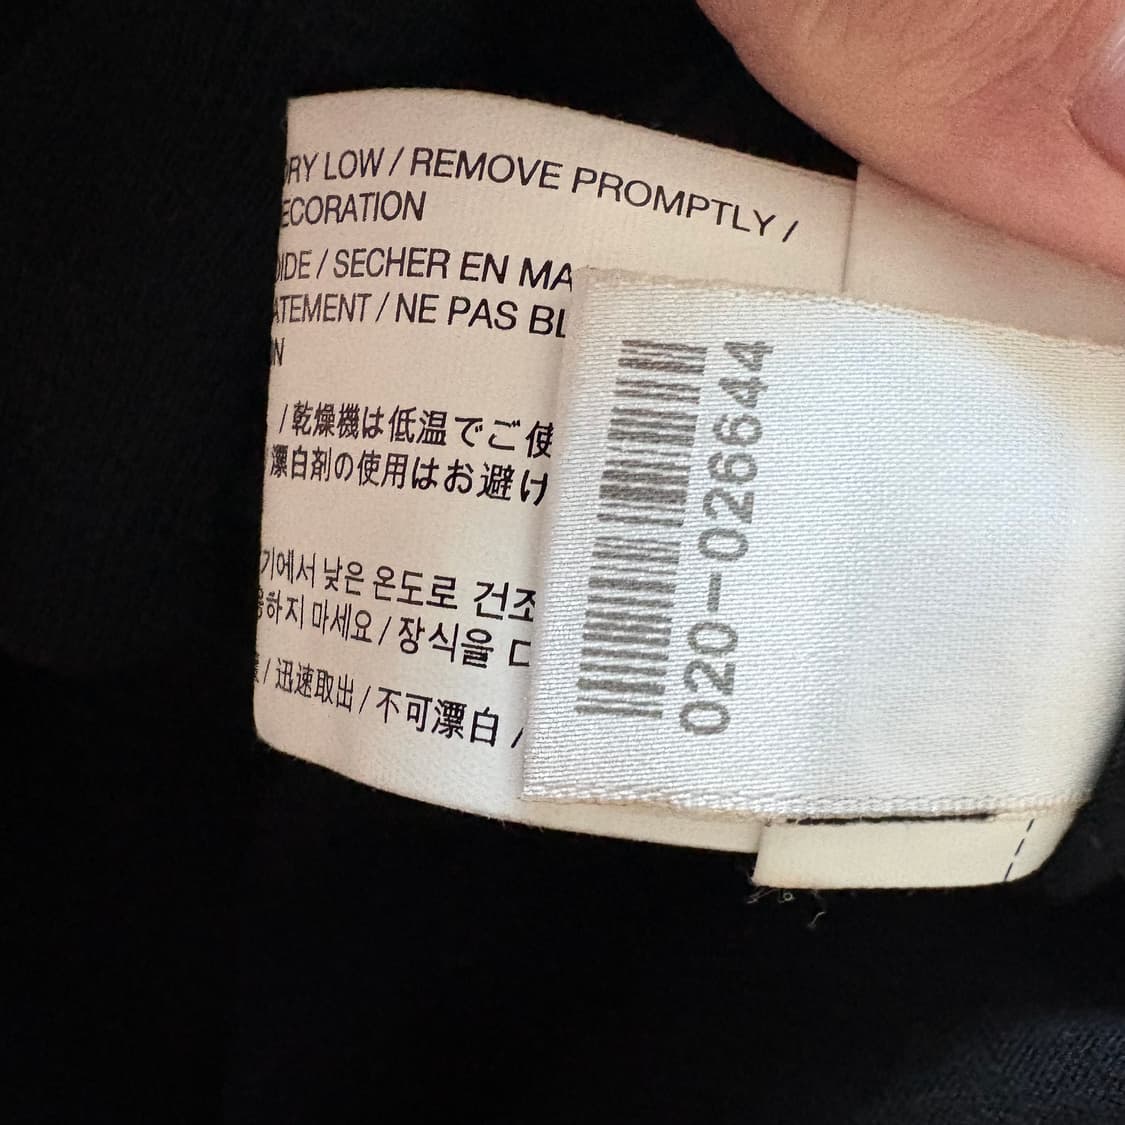 DRY LOW / REMOVE PROMPTLY /
ECORATION
IDE / SECHER EN MA
ATEMENT / NE PAS BL
N
/ 乾燥機は低温でご使
漂白剤の使用はお避け
기에서 낮은 온도로 건조
용하지 마세요 / 장식을 다
/ 迅速取出 / 不可漂白 /
020-02644